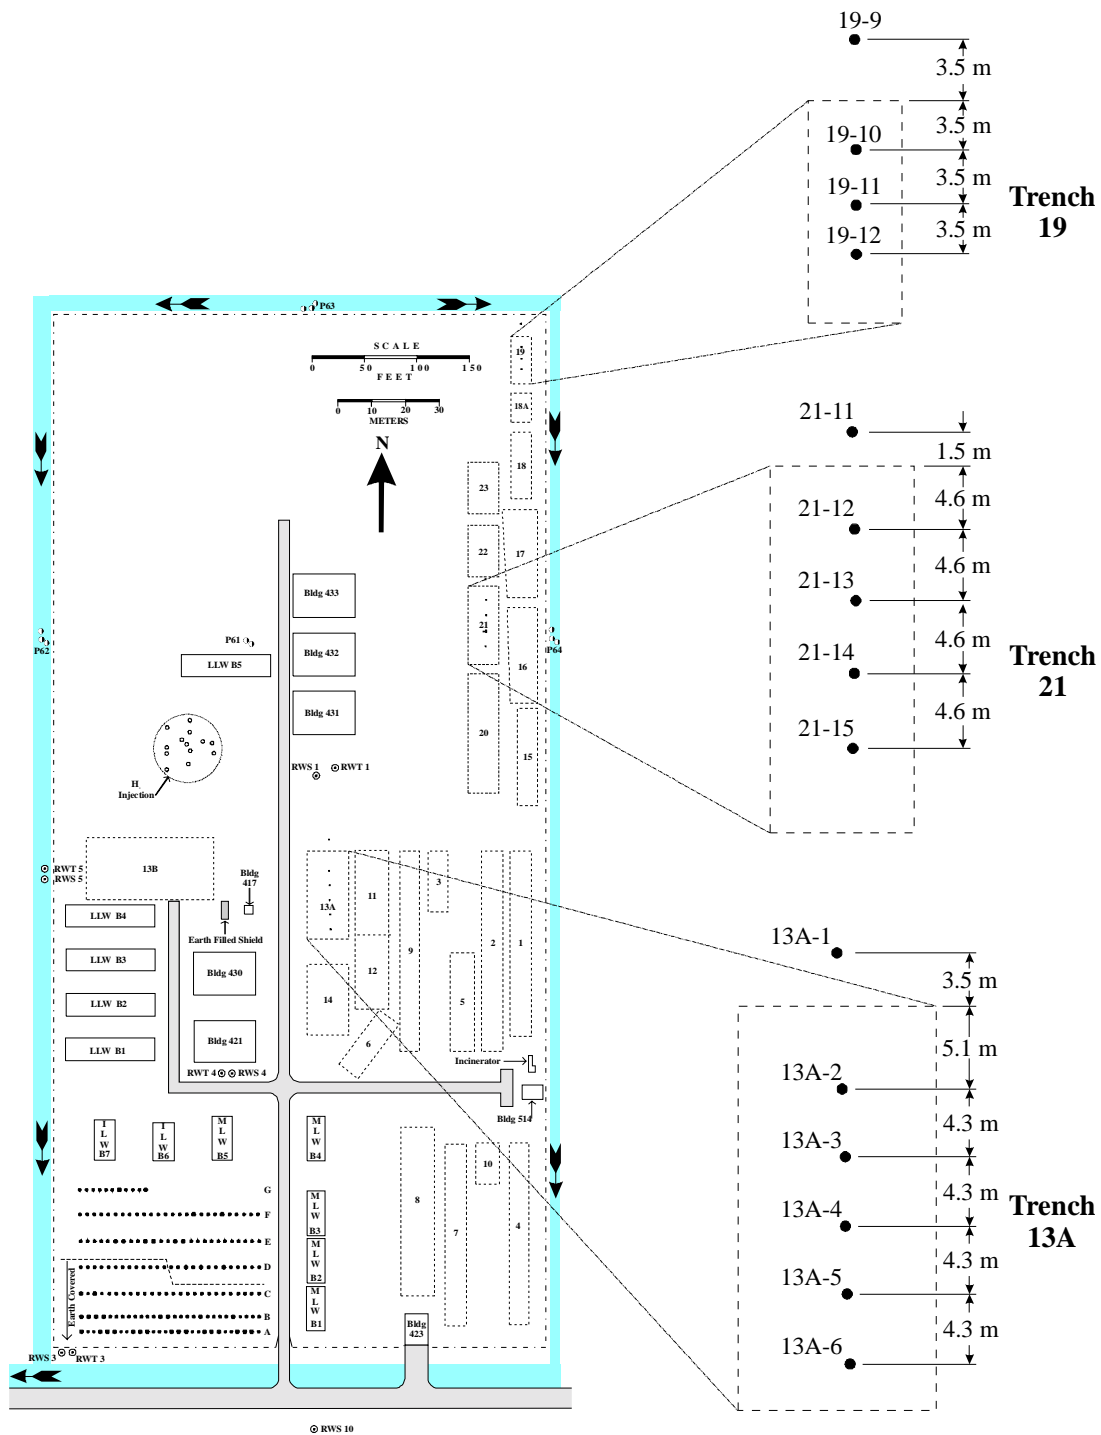 19-9
3.5 m
3.5 m
19-10
3.5 m
19-11
Trench
19
3.5 m
19-12
P63
SCALE
0 50 100 150
FEET
0 10 20 30
METERS
N
19
18A
18
23
22
17
21
16
20
15
21-11
1.5 m
4.6 m
21-12
4.6 m
21-13
4.6 m
21-14
Trench
21
4.6 m
21-15
Bldg 433
P61
Bldg 432
P62
P64
LLW B5
Bldg 431
RWS 1
RWT 1
H
Injection
RWT 5
RWS 5
13B
Bldg
417
LLW B4
Earth Filled Shield
LLW B3
Bldg 430
LLW B2
LLW B1
Bldg 421
RWT 4
RWS 4
13A
11
3
9
2
1
12
14
5
6
Incinerator
Bldg 514
13A-1
3.5 m
5.1 m
13A-2
4.3 m
13A-3
4.3 m
13A-4
Trench
13A
4.3 m
13A-5
4.3 m
13A-6
I
L
W
B7
I
L
W
B6
M
L
W
B5
M
L
W
B4
10
8
7
4
G
F
E
D
C
B
A
Earth Covered
M
L
W
B3
M
L
W
B2
M
L
W
B1
Bldg
423
RWS 3
RWT 3
RWS 10